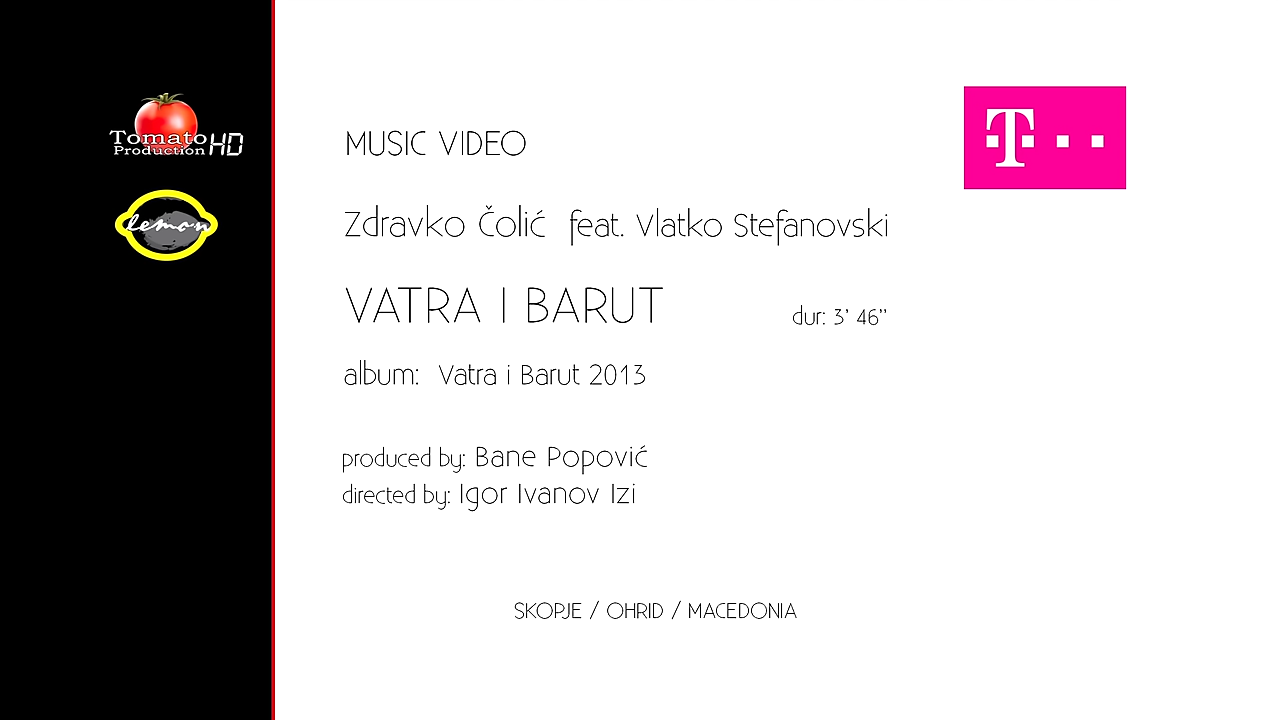 Tomato HD
Production
lemon
MUSIC VIDEO
T
Zdravko Čolić feat. Vlatko Stefanovski
VATRA I BARUT
dur: 3’ 46”
album: Vatra i Barut 2013
produced by: Bane Popović
directed by: Igor Ivanov Izi
SKOPJE / OHRID / MACEDONIA